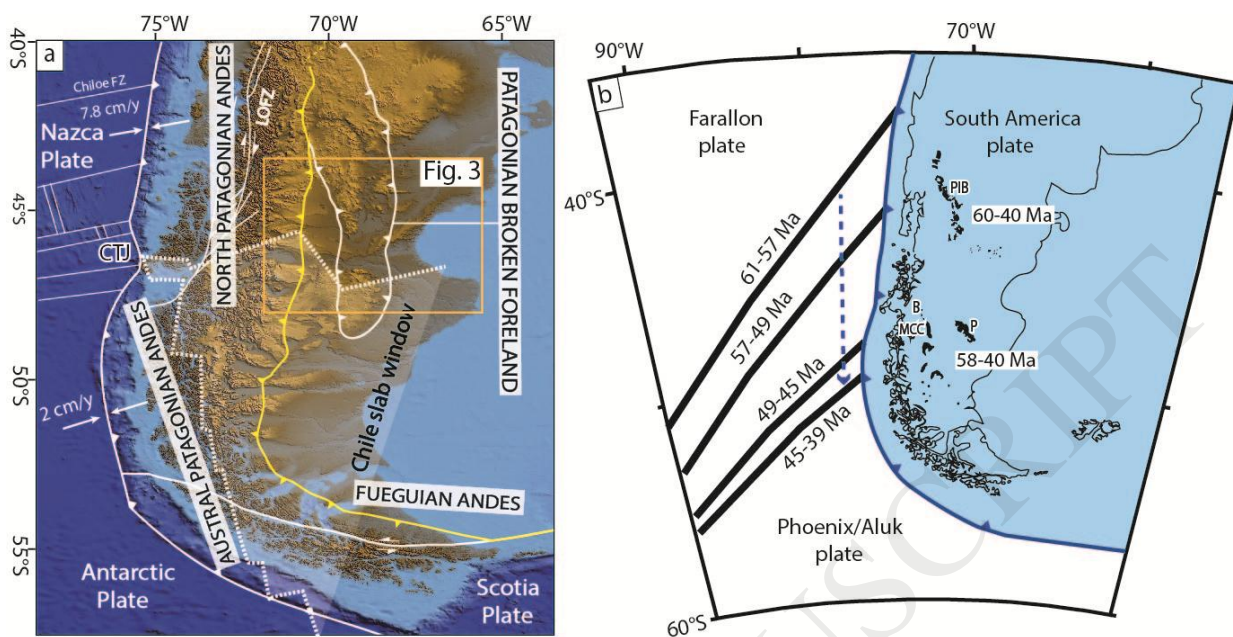 75°W
70°W
65°W
40°S
a
Chiloe FZ
7.8 cm/y
Nazca
Plate
NORTH PATAGONIAN ANDES
LOFZ
PATAGONIAN BROKEN FORELAND
Fig. 3
45°S
CTJ
AUSTRAL PATAGONIAN ANDES
Chile slab window
50°S
2 cm/y
FUEGUIAN ANDES
55°S
Antarctic
Plate
Scotia
Plate
90°W
70°W
b
Farallon
plate
South America
plate
40°S
PIB
60-40 Ma
61-57 Ma
57-49 Ma
B.
MCC
P
58-40 Ma
49-45 Ma
45-39 Ma
Phoenix/Aluk
plate
60°S
USCRIPT